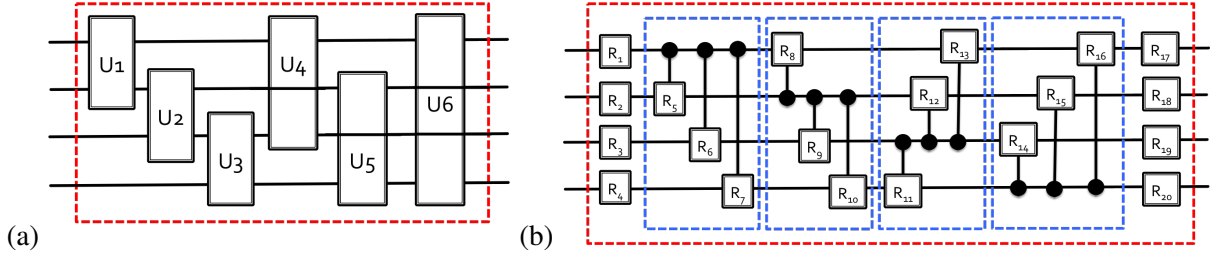 U1
U2
U3
U4
U5
U6
(a)
R₁
R₂
R₃
R₄
R₅
R₆
R₇
R₈
R₉
R₁₀
R₁₁
R₁₂
R₁₃
R₁₄
R₁₅
R₁₆
R₁₇
R₁₈
R₁₉
R₂₀
(b)